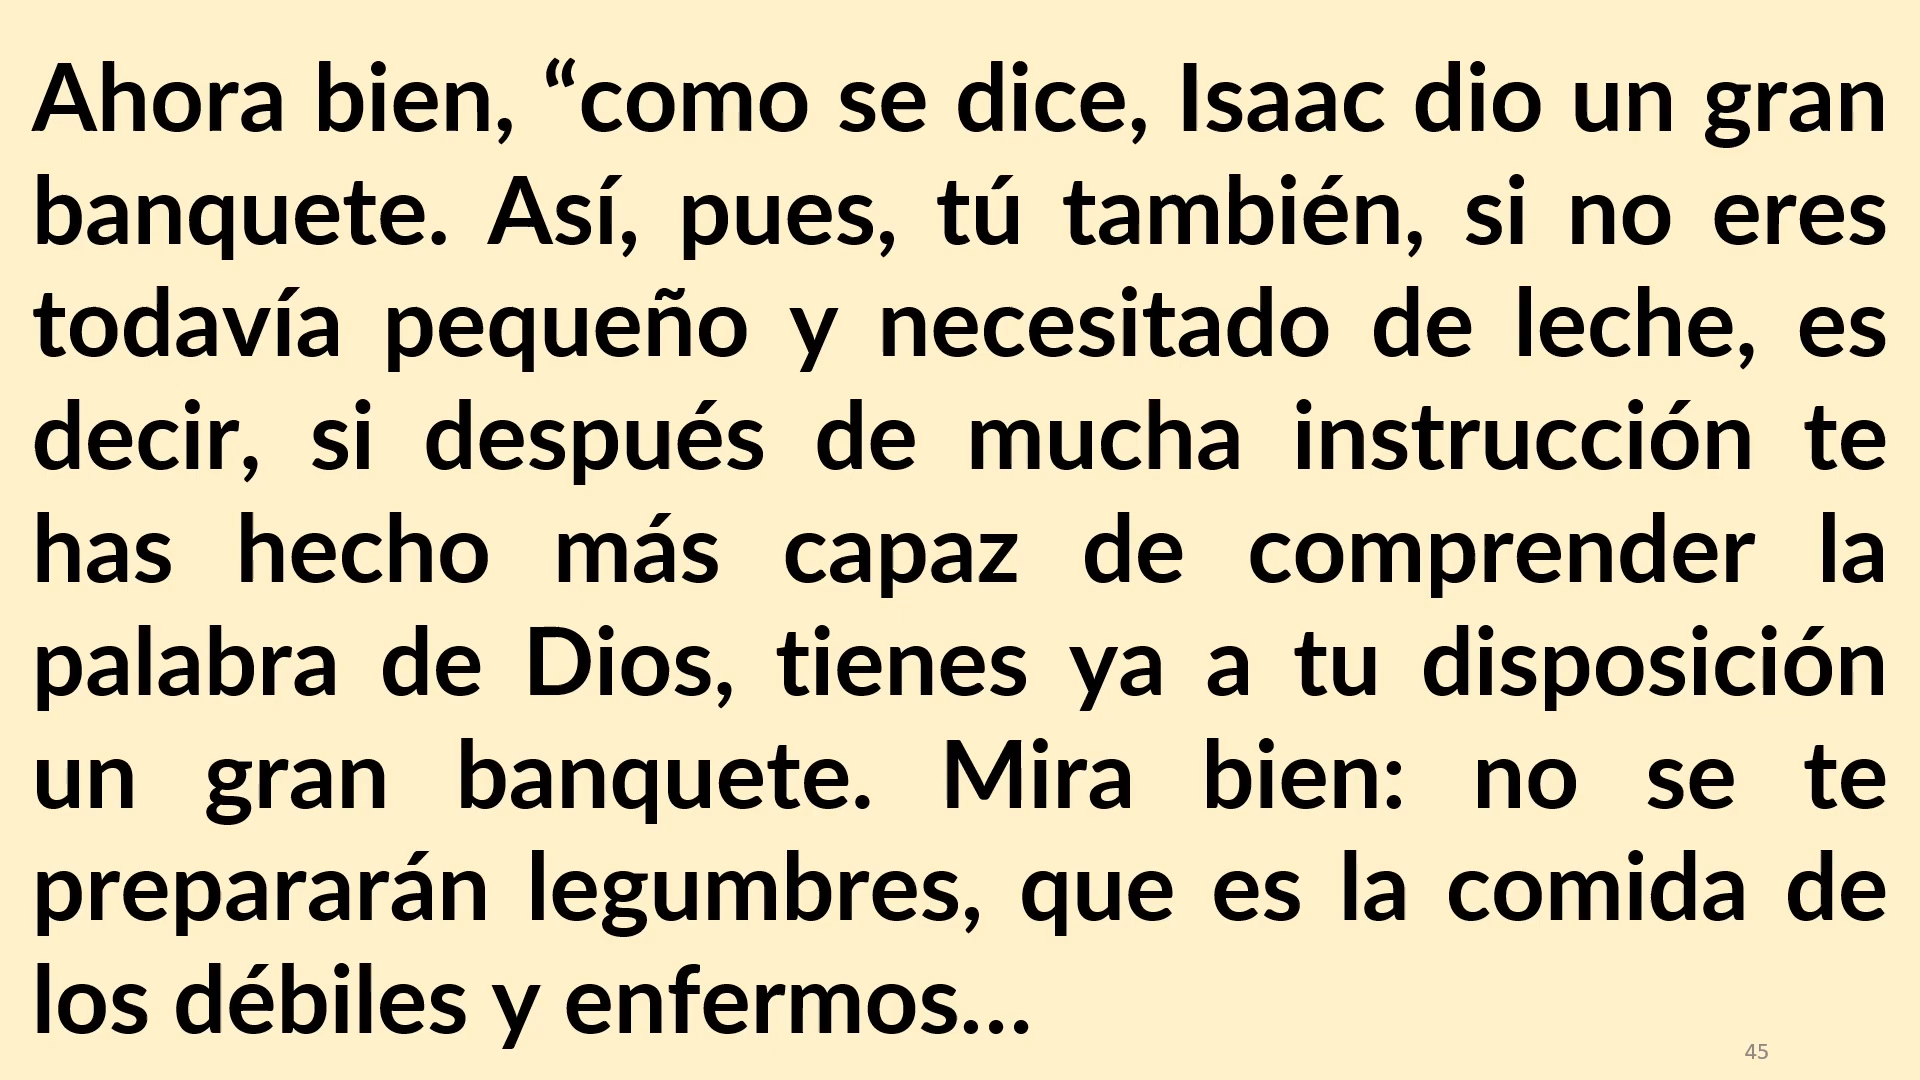 Ahora bien, “como se dice, Isaac dio un gran
banquete. Así, pues, tú también, si no eres
todavía pequeño y necesitado de leche, es
decir, si después de mucha instrucción te
has hecho más capaz de comprender la
palabra de Dios, tienes ya a tu disposición
un gran banquete. Mira bien: no se te
prepararán legumbres, que es la comida de
los débiles y enfermos...
45